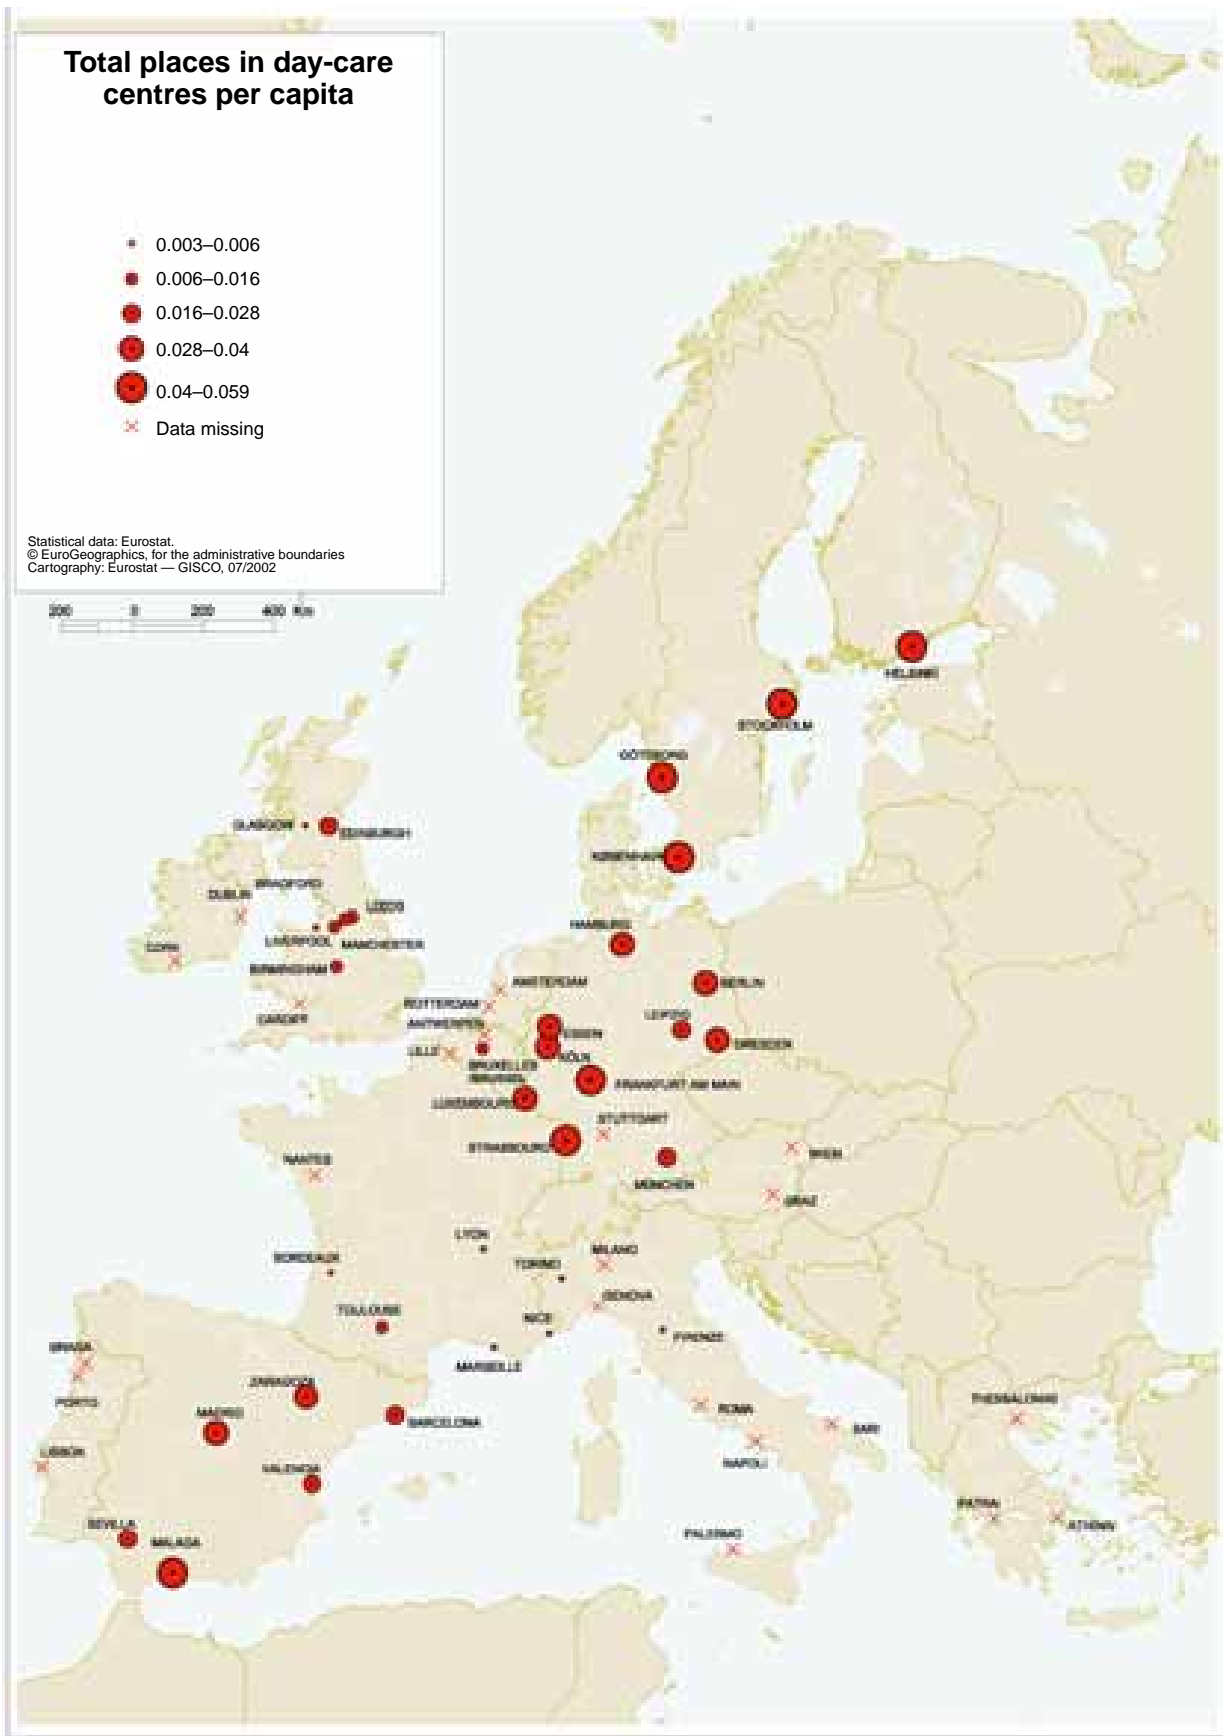 Total places in day-care
centres per capita
0.003–0.006
0.006–0.016
0.016–0.028
0.028–0.04
0.04–0.059
Data missing
Statistical data: Eurostat.
© EuroGeographics, for the administrative boundaries
Cartography: Eurostat — GISCO, 07/2002
200 0 200 400 Km
HELSINKI
STOCKHOLM
GÖTEBORG
GLASGOW
EDINBURGH
KØBENHAVN
BRADFORD
DUBLIN
LEEDS
HAMBURG
LIVERPOOL
MANCHESTER
CORK
BIRMINGHAM
AMSTERDAM
BERLIN
ROTTERDAM
CARDIFF
LEIPZIG
ANTWERPEN
ESSEN
DRESDEN
LILLE
KÖLN
BRUXELLES
BRUSSEL
FRANKFURT AM MAIN
LUXEMBOURG
STUTTGART
STRASBOURG
WIEN
NANTES
MÜNCHEN
GRAZ
LYON
MILANO
BORDEAUX
TORINO
GENOVA
TOULOUSE
NICE
FIRENZE
BRAGA
MARSEILLE
ZARAGOZA
PORTO
THESSALONIKI
ROMA
MADRID
BARCELONA
BARI
LISBOA
NAPOLI
VALENCIA
PATRA
SEVILLA
ATHINA
PALERMO
MALAGA